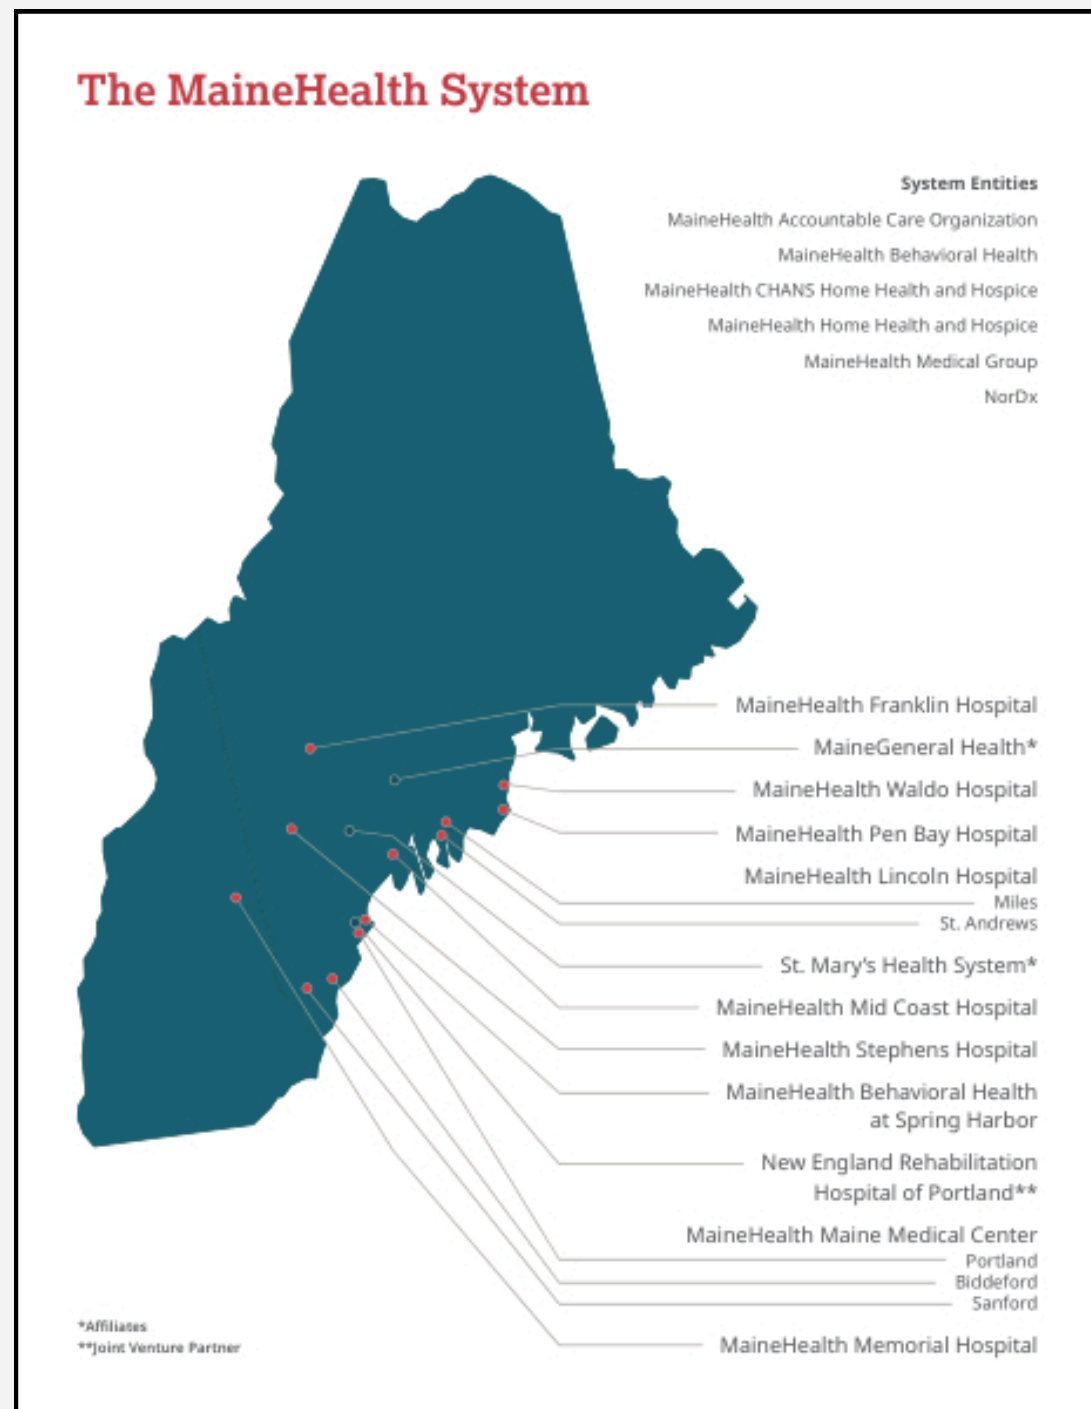 The MaineHealth System
System Entities
MaineHealth Accountable Care Organization
MaineHealth Behavioral Health
MaineHealth CHANS Home Health and Hospice
MaineHealth Home Health and Hospice
MaineHealth Medical Group
NorDx
MaineHealth Franklin Hospital
MaineGeneral Health*
MaineHealth Waldo Hospital
MaineHealth Pen Bay Hospital
MaineHealth Lincoln Hospital
Miles
St. Andrews
St. Mary's Health System*
MaineHealth Mid Coast Hospital
MaineHealth Stephens Hospital
MaineHealth Behavioral Health
at Spring Harbor
New England Rehabilitation
Hospital of Portland**
MaineHealth Maine Medical Center
Portland
Biddeford
Sanford
MaineHealth Memorial Hospital
*Affiliates
**Joint Venture Partner